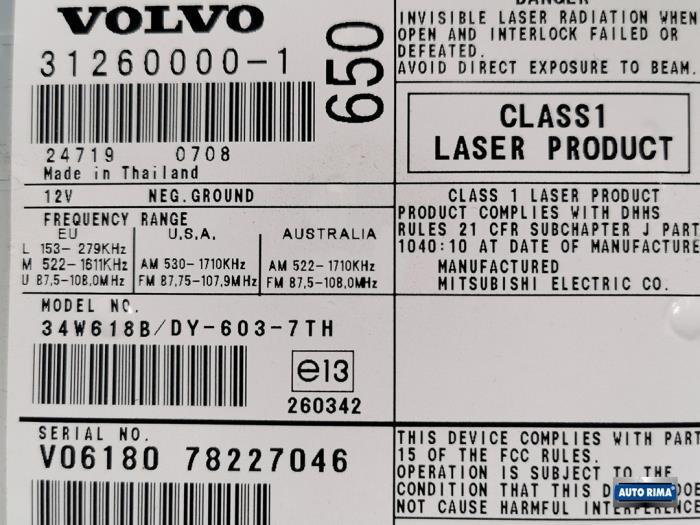 VOLVO
31260000-1
650
24719 0708
Made in Thailand
12V NEG.GROUND
FREQUENCY RANGE
EU U.S.A. AUSTRALIA
L 153- 279KHz
M 522-1611KHz AM 530-1710KHz AM 522-1710KHz
U 87,5-108,0MHz FM 87,75-107,9MHz FM 87,5-108,0MHz
MODEL NO.
34W618B/DY-603-7TH
e13
260342
SERIAL NO.
V06180 78227046
DANGER
INVISIBLE LASER RADIATION WHEN
OPEN AND INTERLOCK FAILED OR
DEFEATED.
AVOID DIRECT EXPOSURE TO BEAM.
CLASS1
LASER PRODUCT
CLASS 1 LASER PRODUCT
PRODUCT COMPLIES WITH DHHS
RULES 21 CFR SUBCHAPTER J PART
1040:10 AT DATE OF MANUFACTURE
MANUFACTURED
MITSUBISHI ELECTRIC CO.
THIS DEVICE COMPLIES WITH PART
15 OF THE FCC RULES.
OPERATION IS SUBJECT TO THE
CONDITION THAT THIS D DOE
NOT CAUSE HARMFUL INTERFERENCE
AUTO RIMA